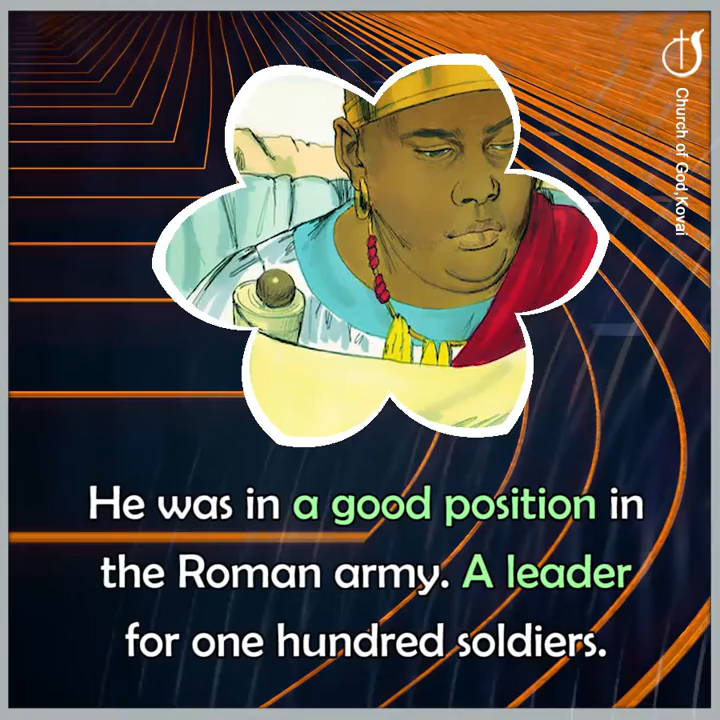 Church of God,Kovai
He was in a good position in
the Roman army. A leader
for one hundred soldiers.